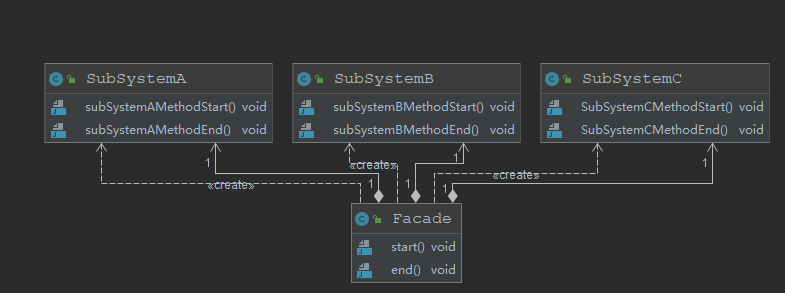 SubSystemA
subSystemAMethodStart() void
subSystemAMethodEnd() void
SubSystemB
subSystemBMethodStart() void
subSystemBMethodEnd() void
SubSystemC
SubSystemCMethodStart() void
SubSystemCMethodEnd() void
1
1
1
«create»
«create»
«create»
1
1
1
Facade
start() void
end() void